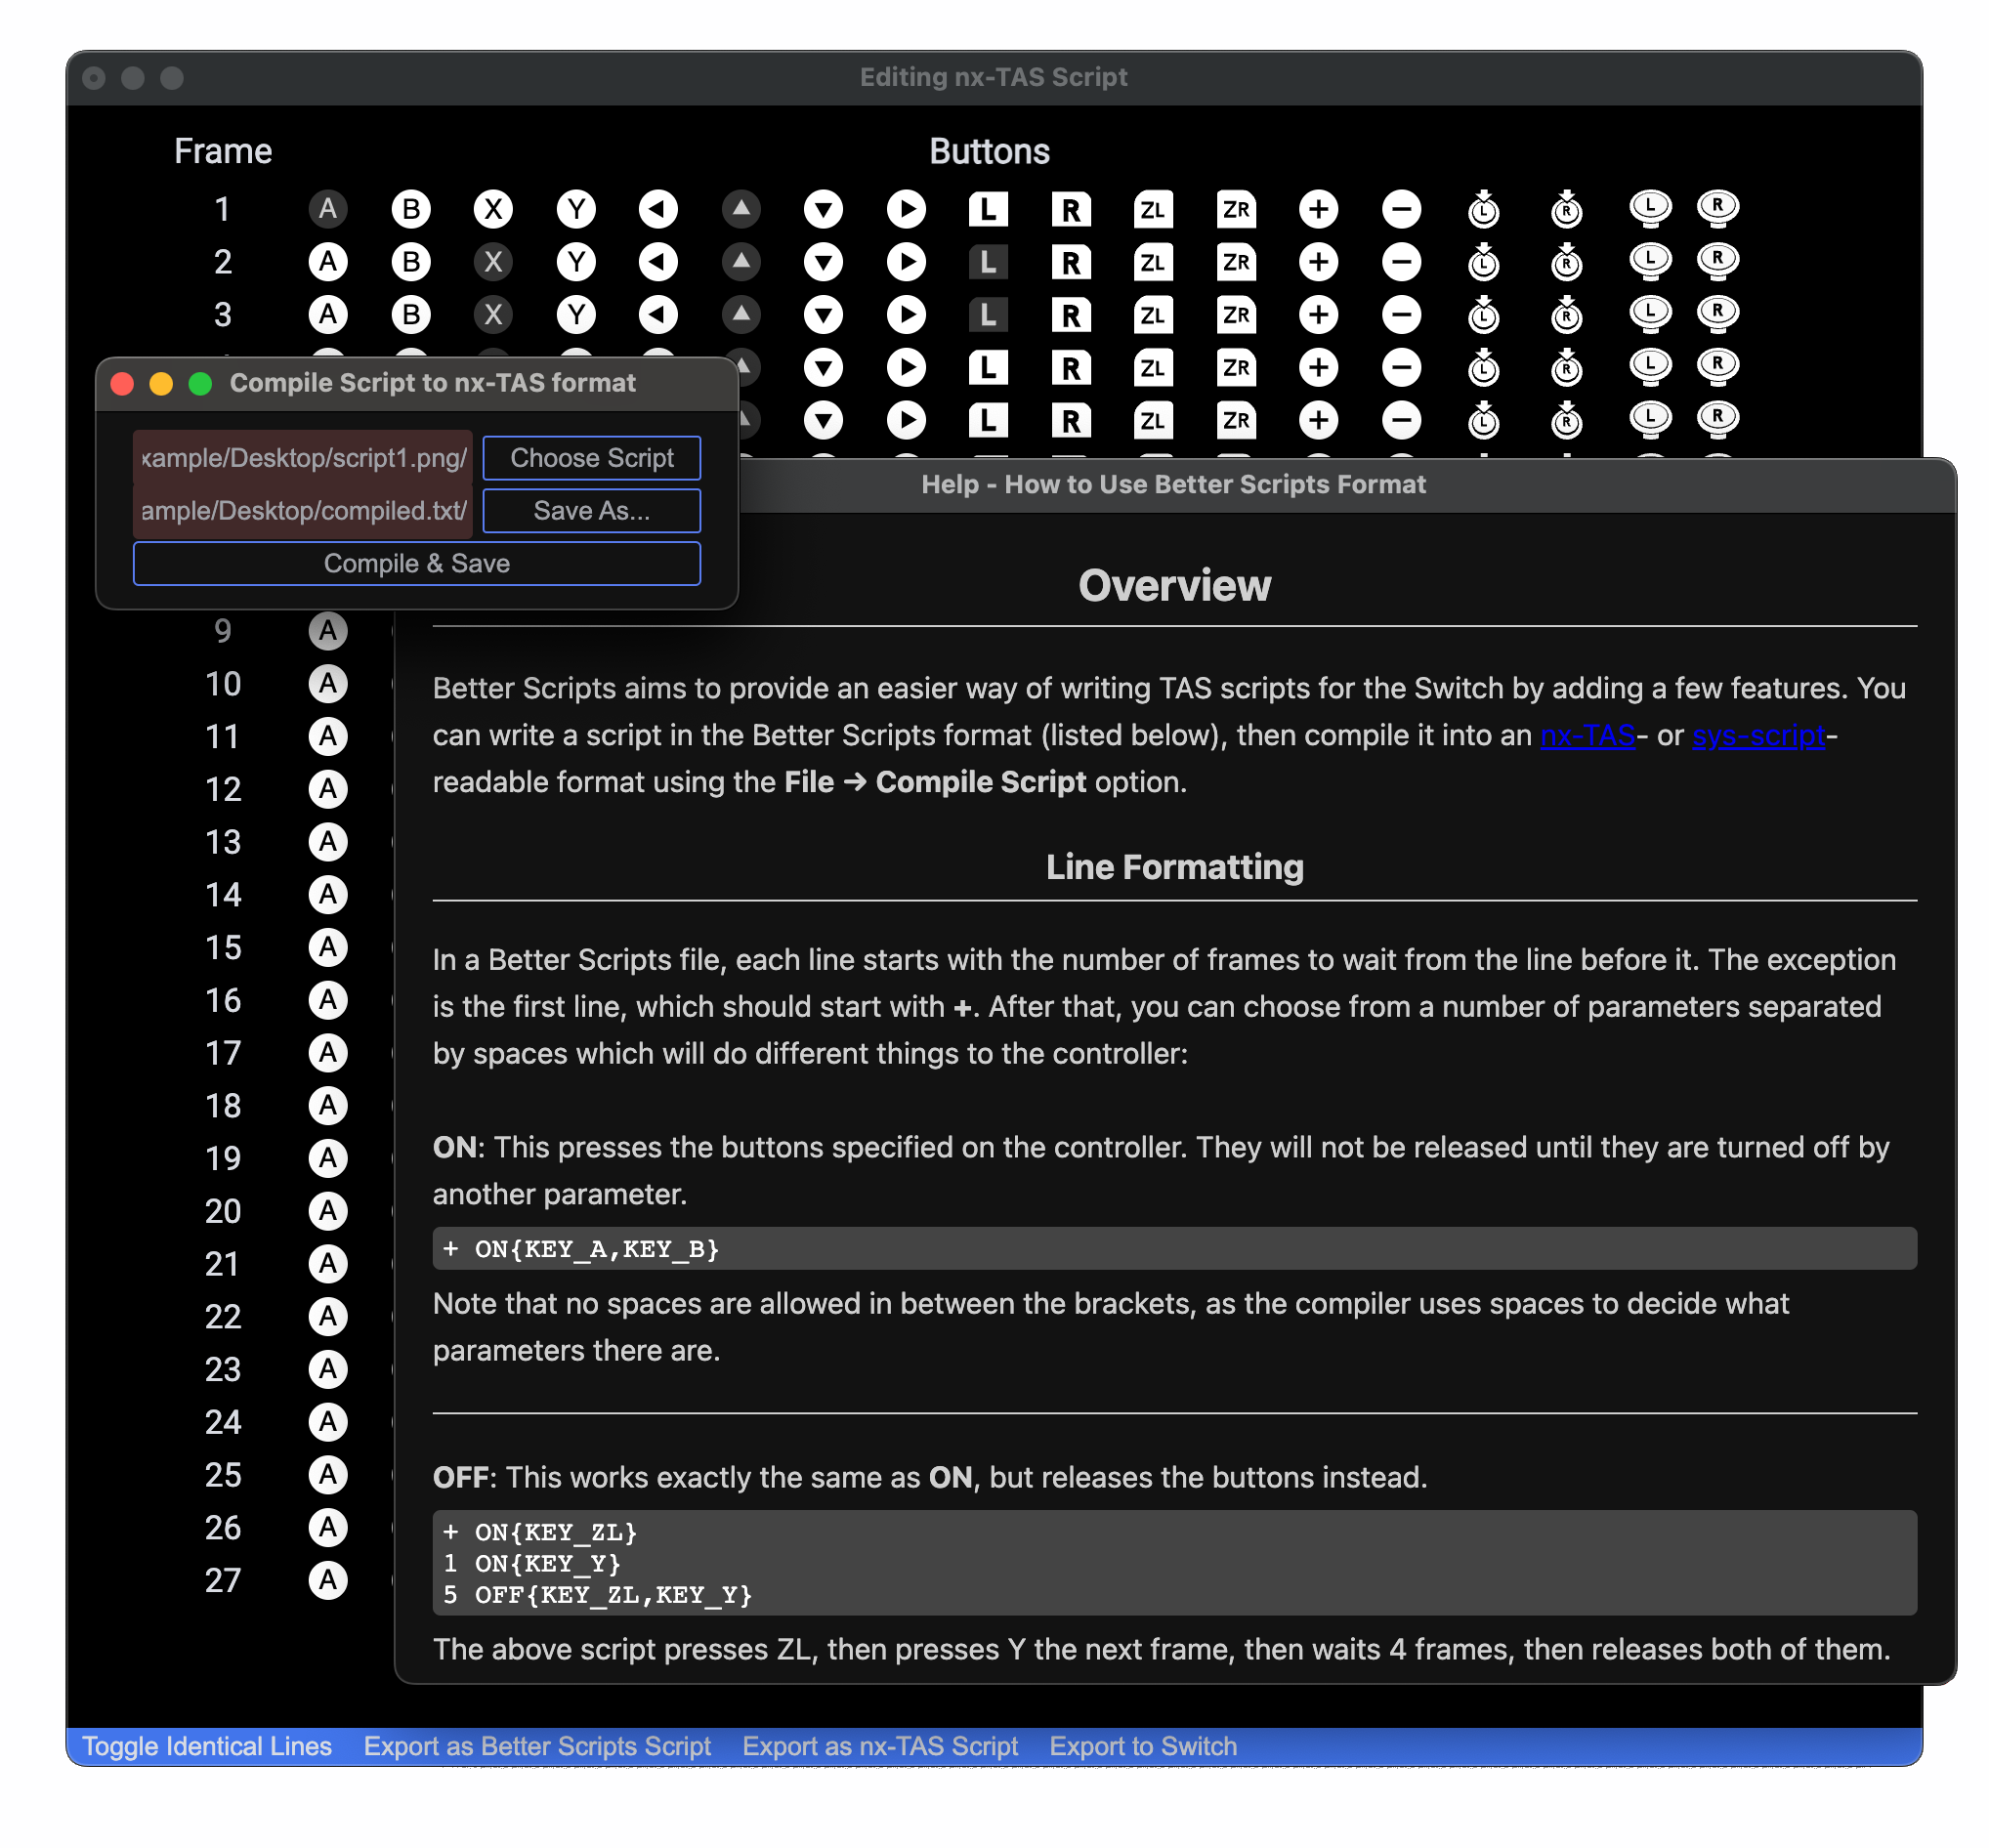 Editing nx-TAS Script
Frame Buttons
1 A B X Y L R ZL ZR + − L R L R
2 A B X Y L R ZL ZR + − L R L R
3 A B X Y L R ZL ZR + − L R L R
L R ZL ZR + − L R L R
L R ZL ZR + − L R L R
Compile Script to nx-TAS format
xample/Desktop/script1.png/ Choose Script
ample/Desktop/compiled.txt/ Save As...
Compile & Save
9 A
10 A
11 A
12 A
13 A
14 A
15 A
16 A
17 A
18 A
19 A
20 A
21 A
22 A
23 A
24 A
25 A
26 A
27 A
Help - How to Use Better Scripts Format
Overview
Better Scripts aims to provide an easier way of writing TAS scripts for the Switch by adding a few features. You
can write a script in the Better Scripts format (listed below), then compile it into an nx-TAS- or sys-script-
readable format using the File → Compile Script option.
Line Formatting
In a Better Scripts file, each line starts with the number of frames to wait from the line before it. The exception
is the first line, which should start with +. After that, you can choose from a number of parameters separated
by spaces which will do different things to the controller:
ON: This presses the buttons specified on the controller. They will not be released until they are turned off by
another parameter.
+ ON{KEY_A,KEY_B}
Note that no spaces are allowed in between the brackets, as the compiler uses spaces to decide what
parameters there are.
OFF: This works exactly the same as ON, but releases the buttons instead.
+ ON{KEY_ZL}
1 ON{KEY_Y}
5 OFF{KEY_ZL,KEY_Y}
The above script presses ZL, then presses Y the next frame, then waits 4 frames, then releases both of them.
Toggle Identical Lines Export as Better Scripts Script Export as nx-TAS Script Export to Switch